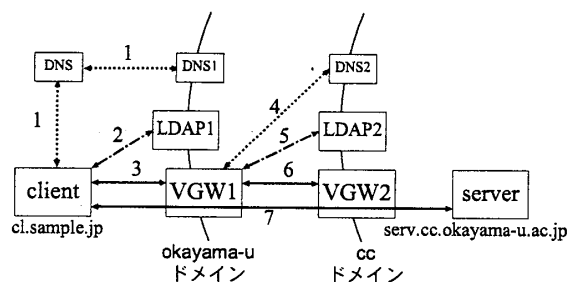 1
DNS
DNS1
DNS2
4
1
2
LDAP1
5
LDAP2
3
6
client
VGW1
VGW2
server
7
cl.sample.jp
serv.cc.okayama-u.ac.jp
okayama-u
ドメイン
cc
ドメイン